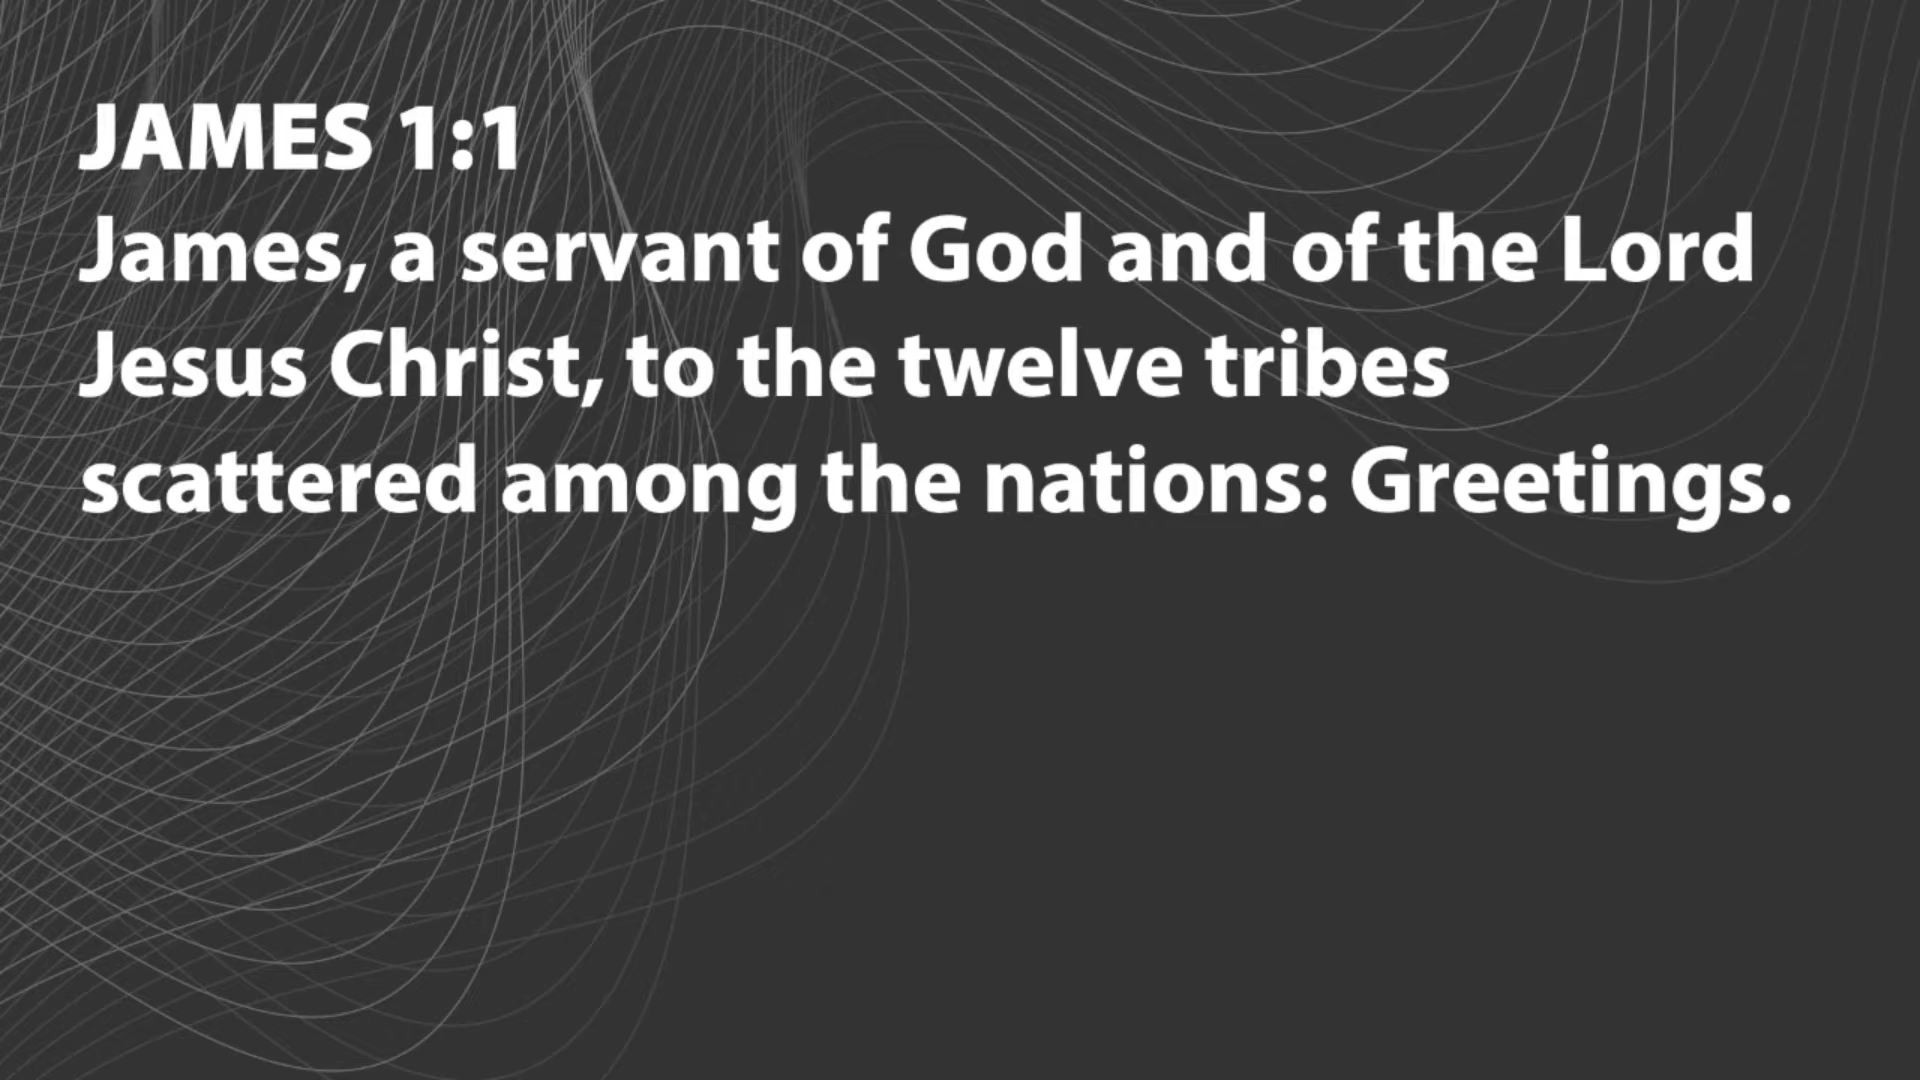 JAMES 1:1
James, a servant of God and of the Lord
Jesus Christ, to the twelve tribes
scattered among the nations: Greetings.